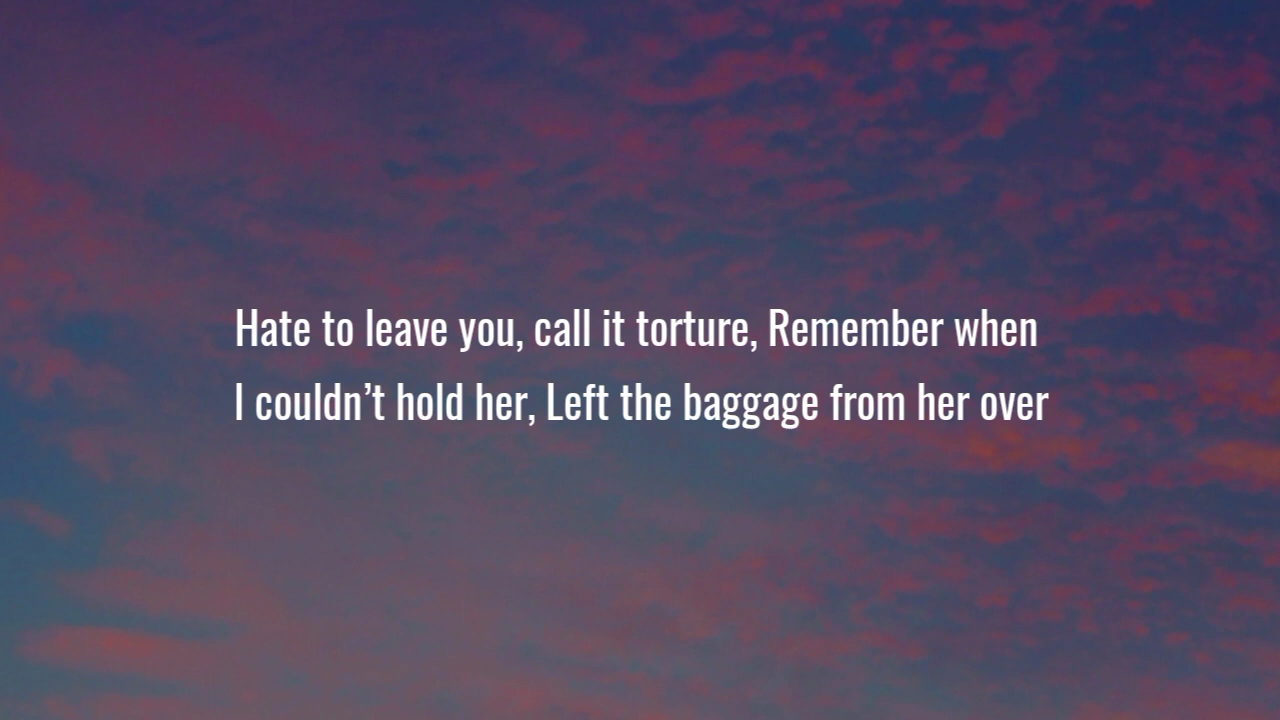 Hate to leave you, call it torture, Remember when
I couldn’t hold her, Left the baggage from her over